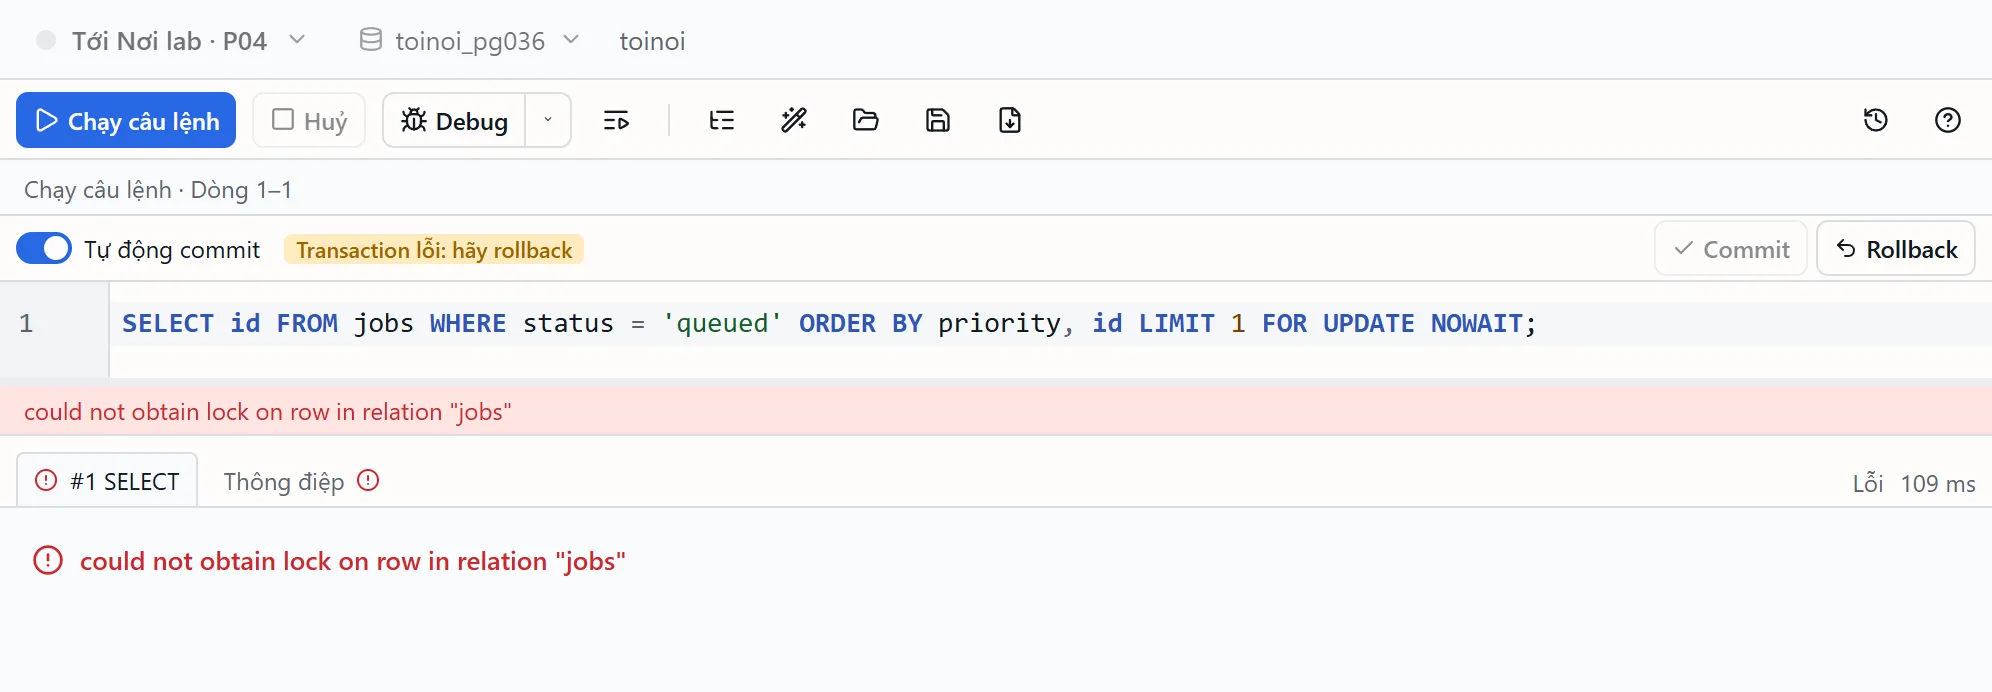 Tới Nơi lab · P04 toinoi_pg036 toinoi
Chạy câu lệnh Huỷ Debug
Chạy câu lệnh · Dòng 1–1
Tự động commit Transaction lỗi: hãy rollback Commit Rollback
1 SELECT id FROM jobs WHERE status = 'queued' ORDER BY priority, id LIMIT 1 FOR UPDATE NOWAIT;
could not obtain lock on row in relation "jobs"
#1 SELECT Thông điệp Lỗi 109 ms
could not obtain lock on row in relation "jobs"